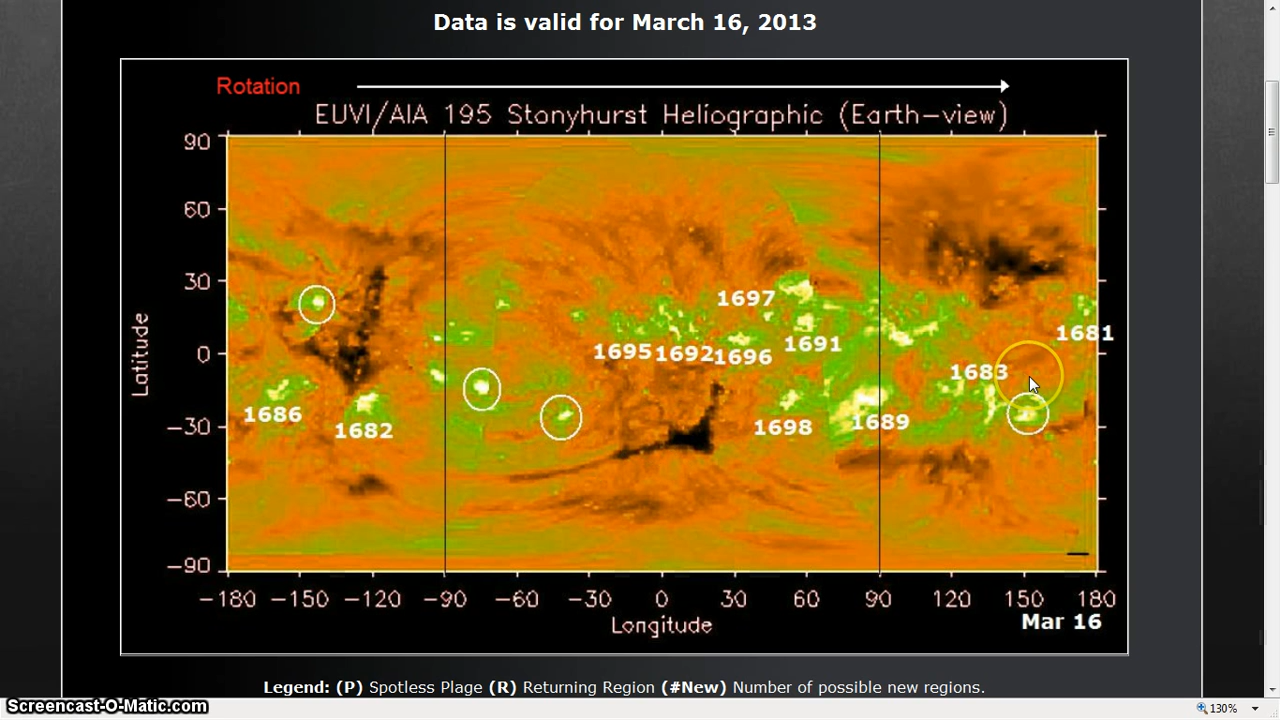 Data is valid for March 16, 2013
Rotation
EUVI/AIA 195 Stonyhurst Heliographic (Earth-view)
90
60
30
0
−30
−60
−90
Latitude
1697
1681
1695 1692 1696 1691
1683
1686 1682 1698 1689
−180 −150 −120 −90 −60 −30 0 30 60 90 120 150 180
Longitude
Mar 16
Legend: (P) Spotless Plage (R) Returning Region (#New) Number of possible new regions.
Screencast-O-Matic.com
130%